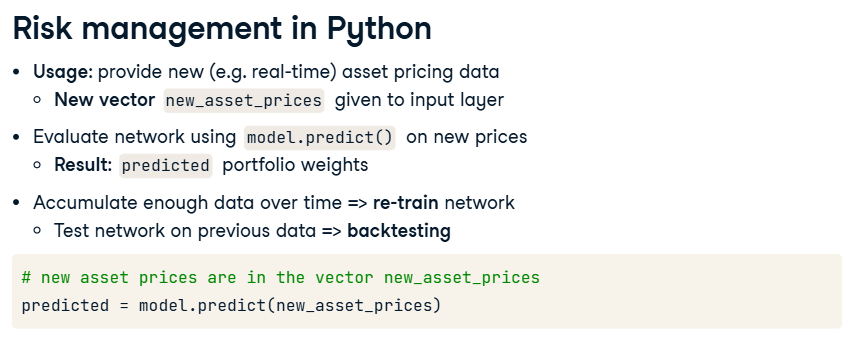 Risk management in Python
• Usage: provide new (e.g. real-time) asset pricing data
◦ New vector new_asset_prices given to input layer
• Evaluate network using model.predict() on new prices
◦ Result: predicted portfolio weights
• Accumulate enough data over time => re-train network
◦ Test network on previous data => backtesting
# new asset prices are in the vector new_asset_prices
predicted = model.predict(new_asset_prices)